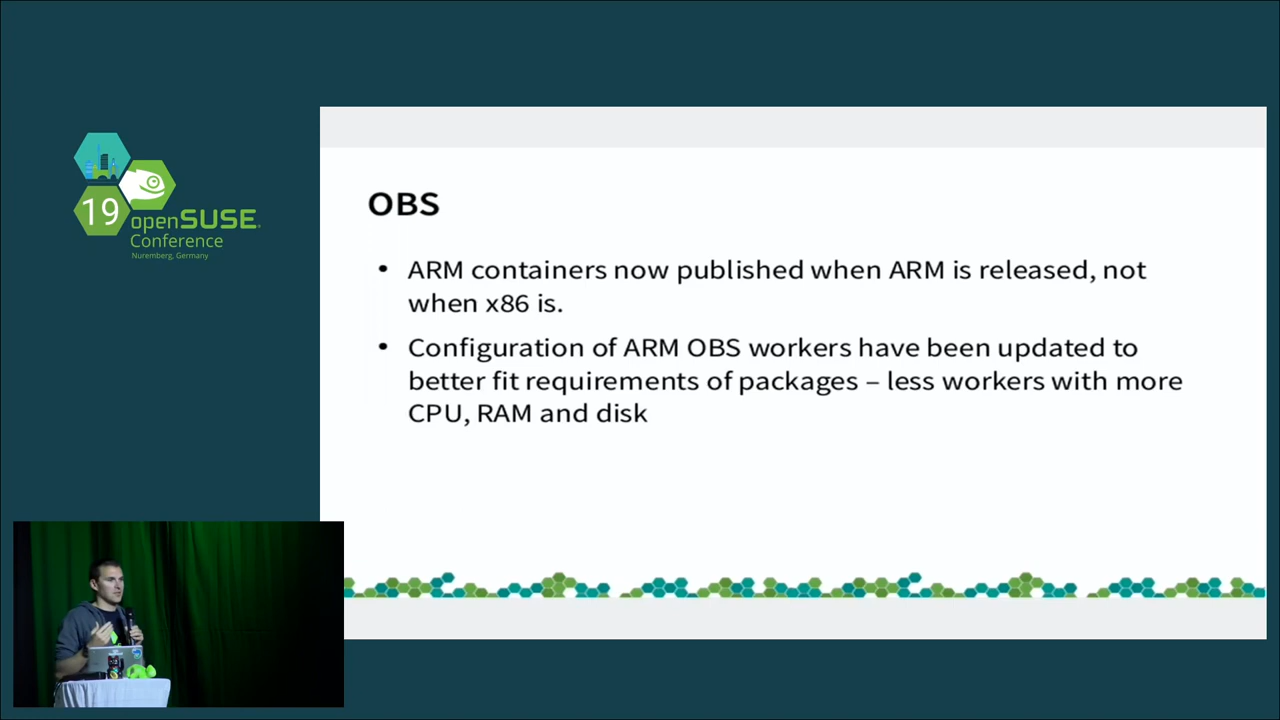 19
openSUSE
Conference
Nuremberg, Germany
OBS
• ARM containers now published when ARM is released, not
when x86 is.
• Configuration of ARM OBS workers have been updated to
better fit requirements of packages – less workers with more
CPU, RAM and disk